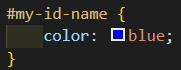 #my-id-name {
    color: blue;
}